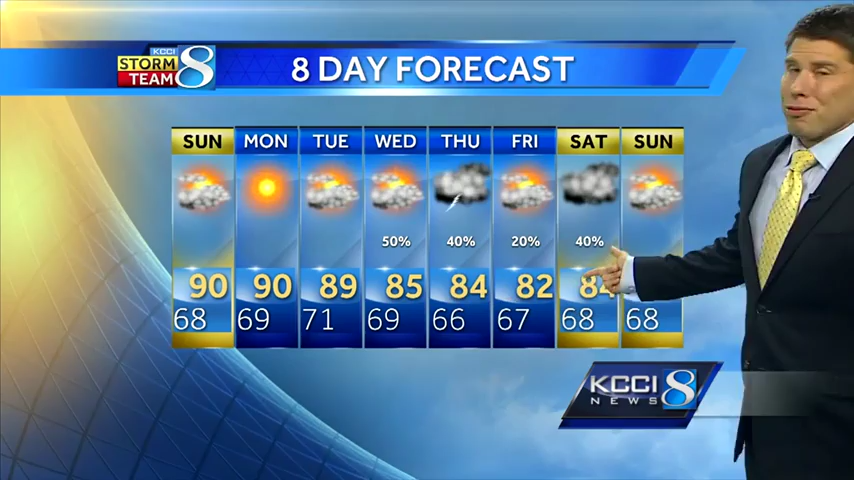 KCCI
STORM
TEAM 8
8 DAY FORECAST
SUN MON TUE WED THU FRI SAT SUN
50% 40% 20% 40%
90 90 89 85 84 82 84
68 69 71 69 66 67 68 68
KCCI 8
NEWS